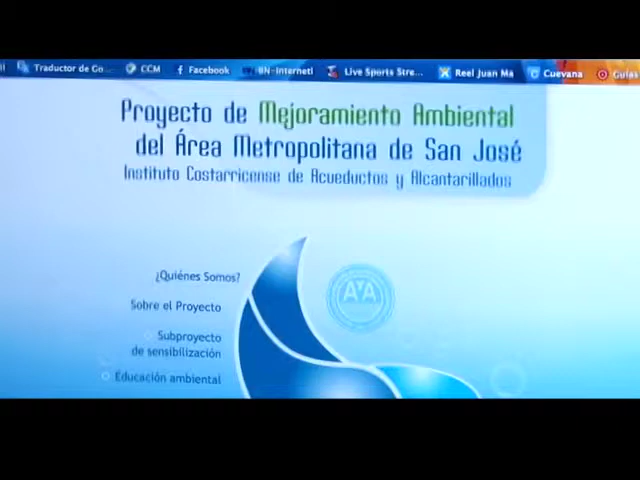 Traductor de Go... CCM Facebook BN-Internet Live Sports Stre... Reel Juan Ma Cuevana Guías
Proyecto de Mejoramiento Ambiental
del Área Metropolitana de San José
Instituto Costarricense de Acueductos y Alcantarillados
¿Quiénes Somos?
AYA
Sobre el Proyecto
Subproyecto
de sensibilización
Educación ambiental